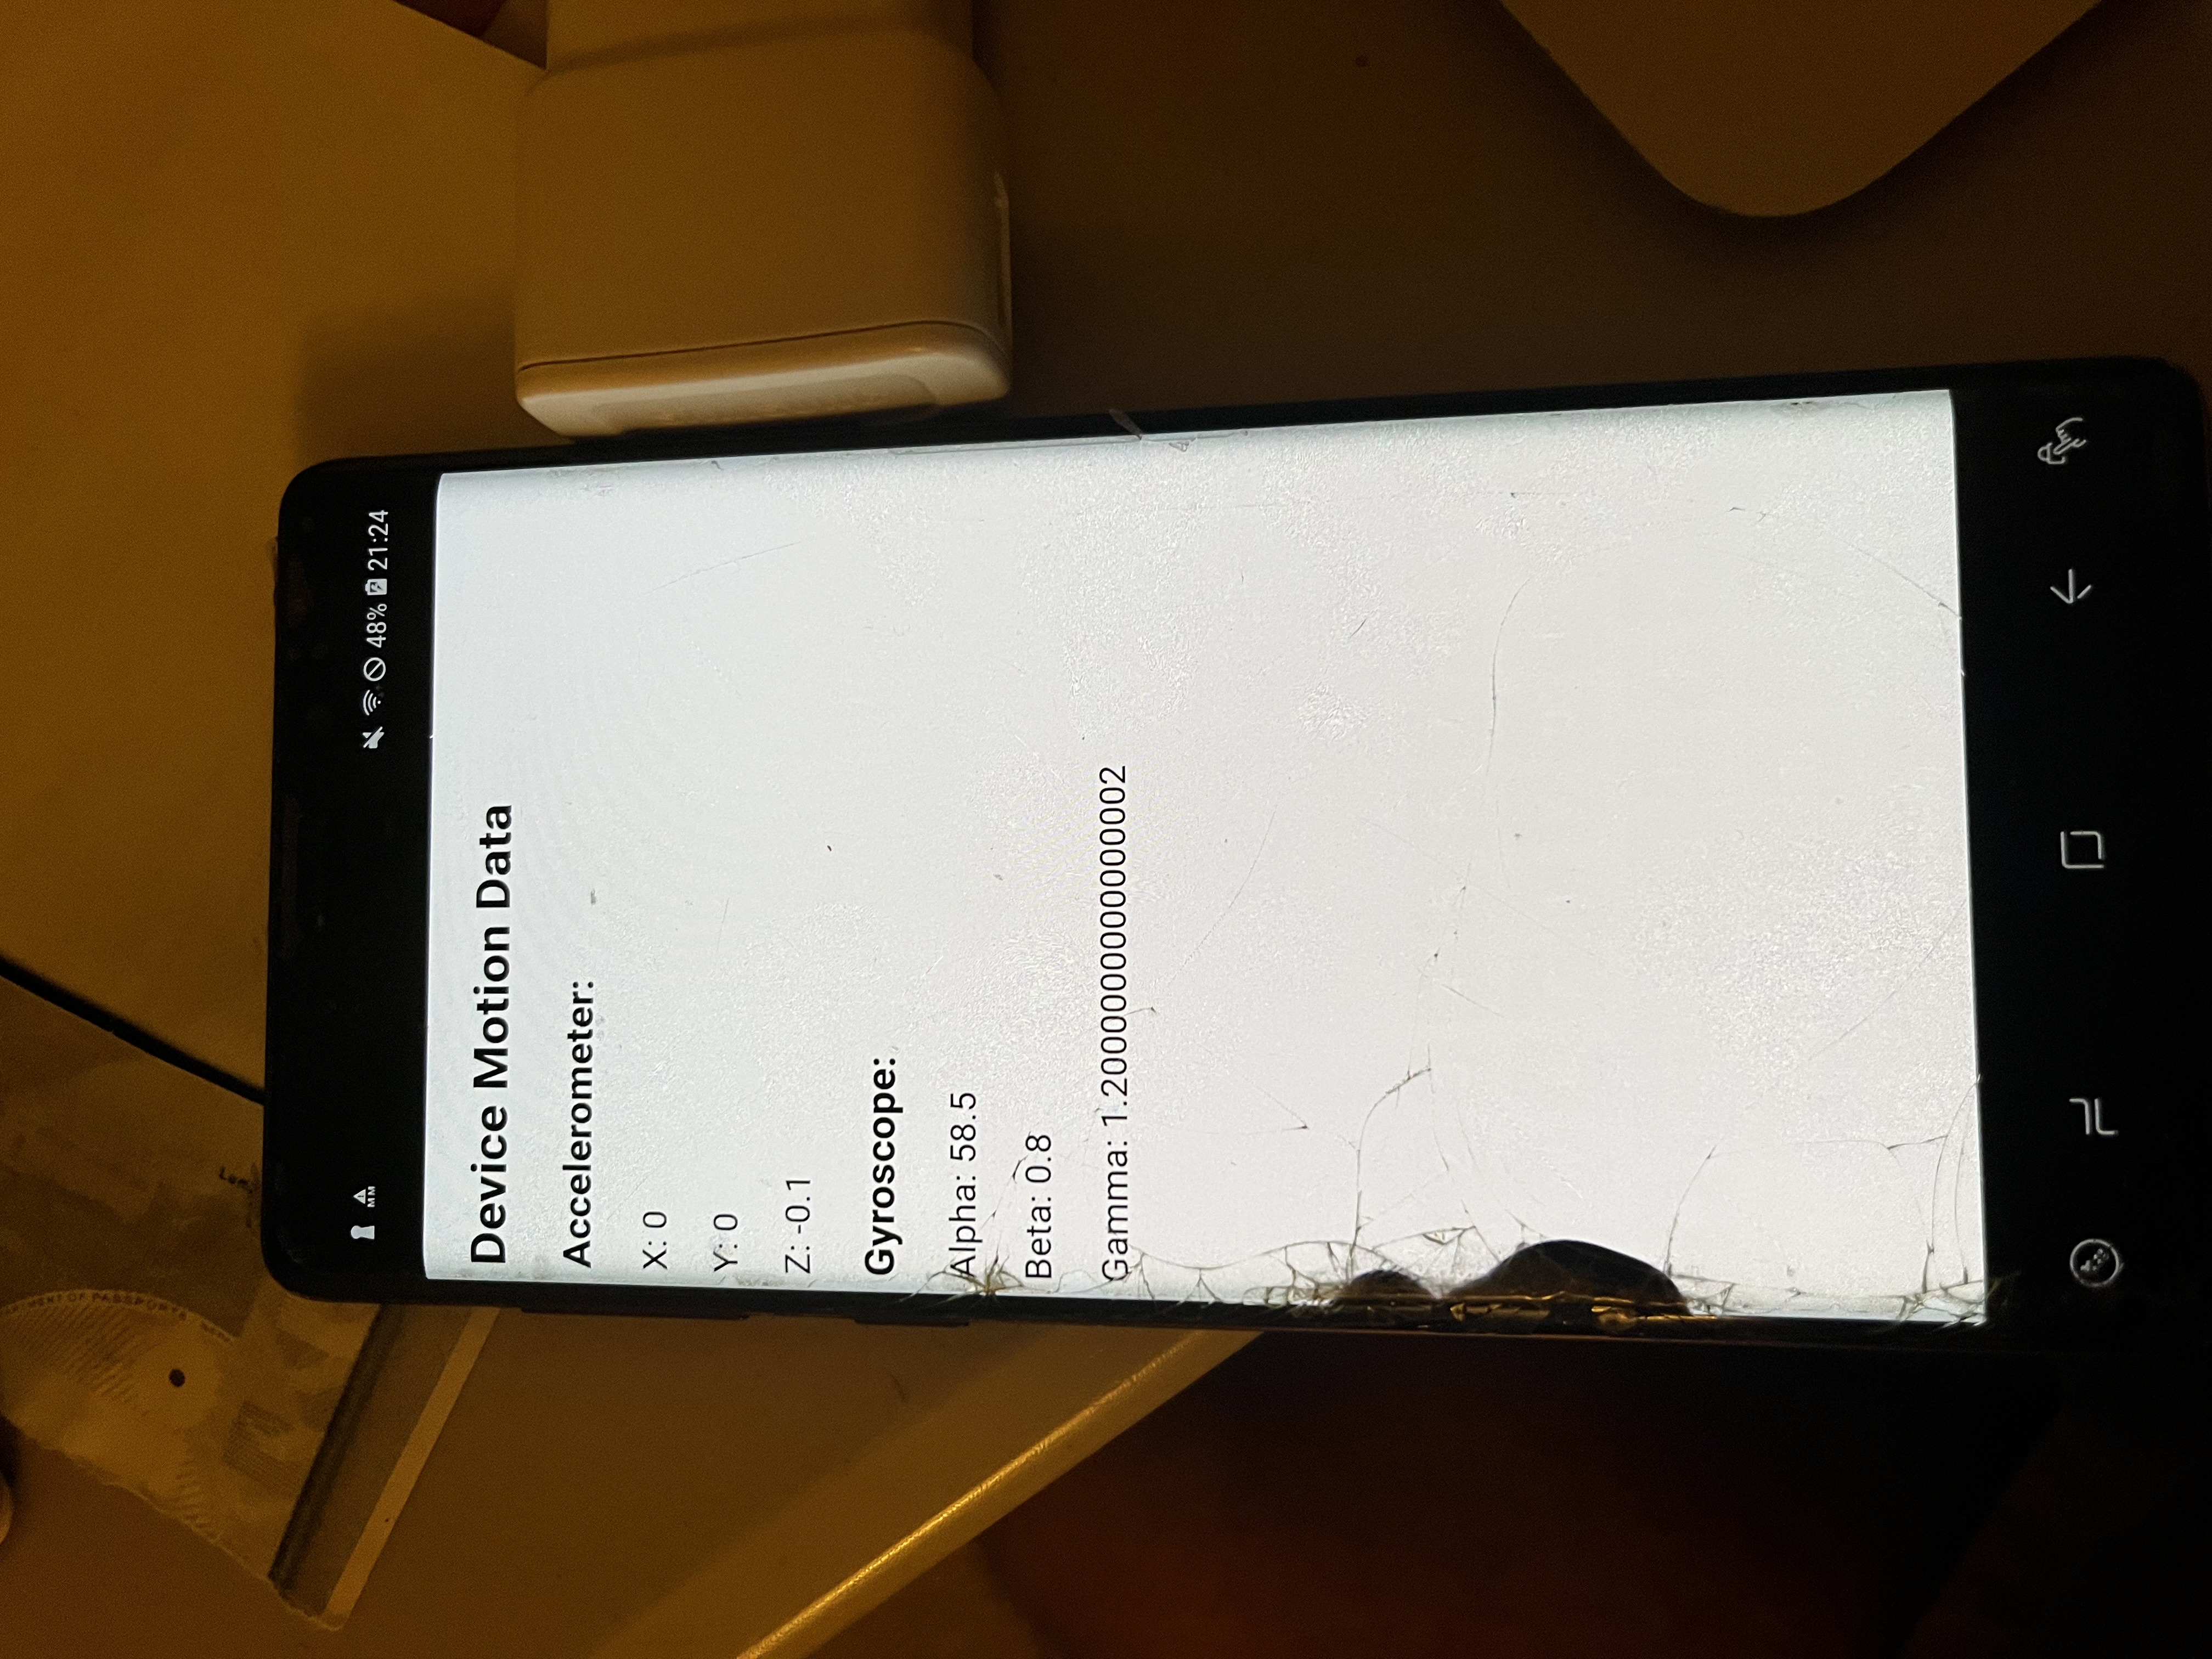 MM
48% 21:24
Device Motion Data
Accelerometer:
X: 0
Y: 0
Z: -0.1
Gyroscope:
Alpha: 58.5
Beta: 0.8
Gamma: 1.2000000000000002